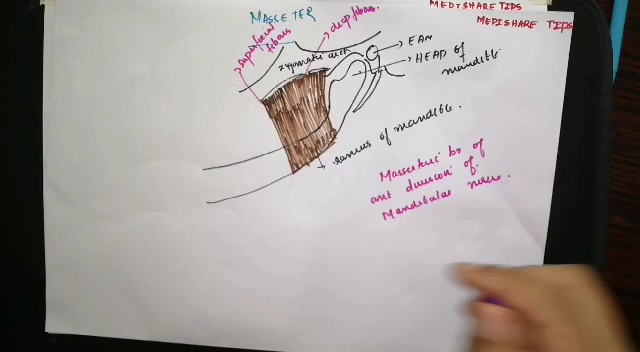 MEDISHARE TIPS
MEDISHARE TIPS
MASSETER
superficial
fibres
deep fibres.
zygomatic arch
EAM
HEAD of
mandible
ramus of mandible.
Masseteric br of
ant division of
Mandibular nerve.